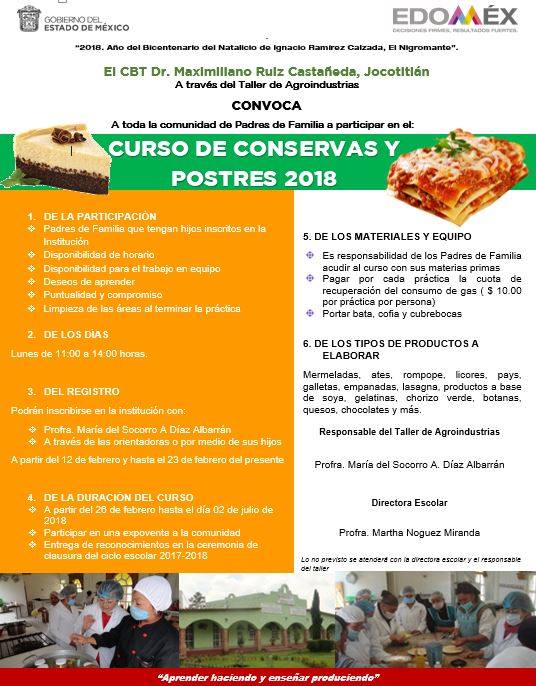 GOBIERNO DEL
ESTADO DE MÉXICO
EDOMÉX
DECISIONES FIRMES, RESULTADOS FUERTES.
“2018. Año del Bicentenario del Natalicio de Ignacio Ramírez Calzada, El Nigromante”.
El CBT Dr. Maximiliano Ruiz Castañeda, Jocotitlán
A través del Taller de Agroindustrias
CONVOCA
A toda la comunidad de Padres de Familia a participar en el:
CURSO DE CONSERVAS Y
POSTRES 2018
1. DE LA PARTICIPACIÓN
❖ Padres de Familia que tengan hijos inscritos en la
Institución
❖ Disponibilidad de horario
❖ Disponibilidad para el trabajo en equipo
❖ Deseos de aprender
❖ Puntualidad y compromiso
❖ Limpieza de las áreas al terminar la práctica
2. DE LOS DÍAS
Lunes de 11:00 a 14:00 horas.
3. DEL REGISTRO
Podrán inscribirse en la institución con:
❖ Profra. María del Socorro A Díaz Albarrán
❖ A través de las orientadoras o por medio de sus hijos
A partir del 12 de febrero y hasta el 23 de febrero del presente
4. DE LA DURACIÓN DEL CURSO
❖ A partir del 26 de febrero hasta el día 02 de julio de
2018
❖ Participar en una expoventa a la comunidad
❖ Entrega de reconocimientos en la ceremonia de
clausura del ciclo escolar 2017-2018
5. DE LOS MATERIALES Y EQUIPO
Es responsabilidad de los Padres de Familia
acudir al curso con sus materias primas
Pagar por cada práctica la cuota de
recuperación del consumo de gas ( $ 10.00
por práctica por persona)
Portar bata, cofia y cubrebocas
6. DE LOS TIPOS DE PRODUCTOS A
ELABORAR
Mermeladas, ates, rompope, licores, pays,
galletas, empanadas, lasagna, productos a base
de soya, gelatinas, chorizo verde, botanas,
quesos, chocolates y más.
Responsable del Taller de Agroindustrias
Profra. María del Socorro A. Díaz Albarrán
Directora Escolar
Profra. Martha Noguez Miranda
Lo no previsto se atenderá con la directora escolar y el responsable
del taller
“Aprender haciendo y enseñar produciendo”